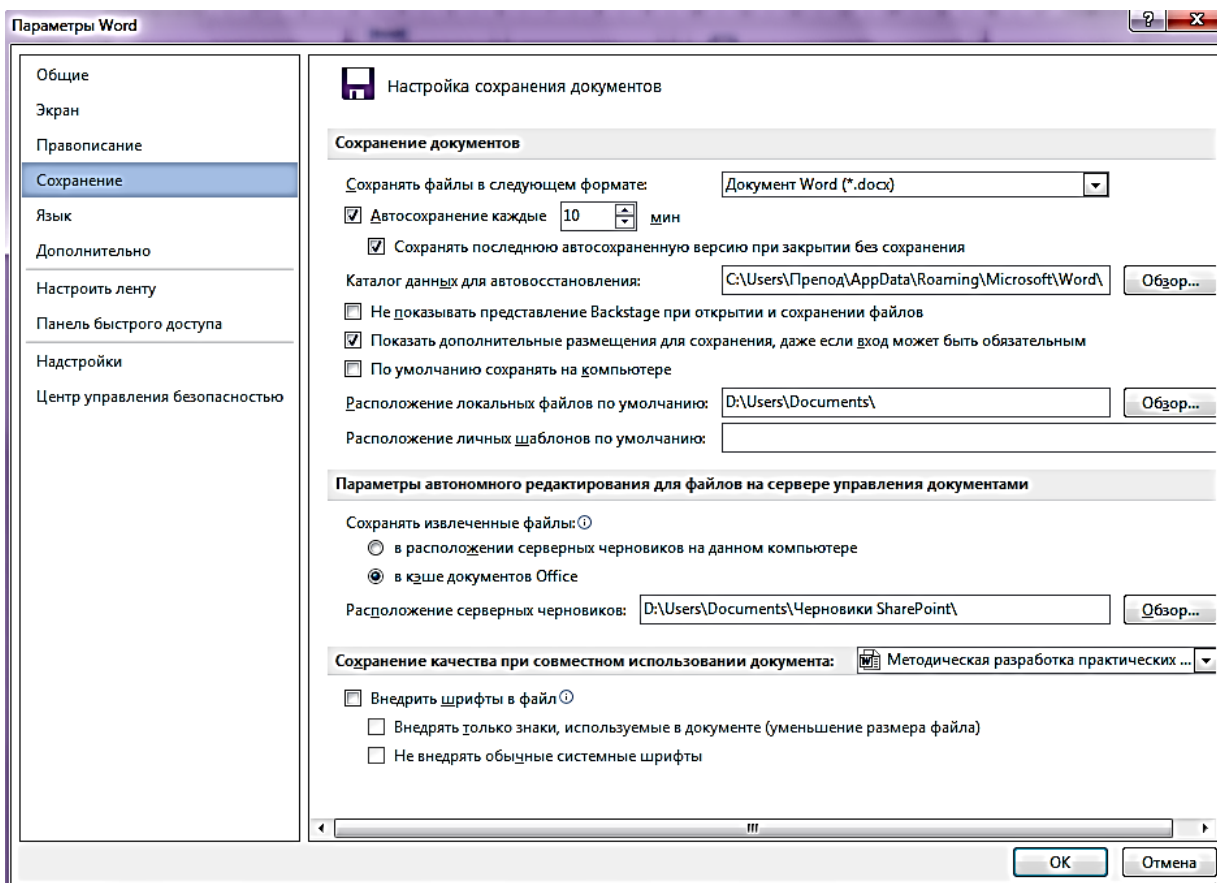 Параметры Word
Общие
Экран
Правописание
Сохранение
Язык
Дополнительно
Настроить ленту
Панель быстрого доступа
Надстройки
Центр управления безопасностью
Настройка сохранения документов
Сохранение документов
Сохранять файлы в следующем формате: Документ Word (*.docx)
Автосохранение каждые 10 мин
Сохранять последнюю автосохраненную версию при закрытии без сохранения
Каталог данных для автовосстановления: C:\Users\Препод\AppData\Roaming\Microsoft\Word\ Обзор...
Не показывать представление Backstage при открытии и сохранении файлов
Показать дополнительные размещения для сохранения, даже если вход может быть обязательным
По умолчанию сохранять на компьютере
Расположение локальных файлов по умолчанию: D:\Users\Documents\ Обзор...
Расположение личных шаблонов по умолчанию:
Параметры автономного редактирования для файлов на сервере управления документами
Сохранять извлеченные файлы:
в расположении серверных черновиков на данном компьютере
в кэше документов Office
Расположение серверных черновиков: D:\Users\Documents\Черновики SharePoint\ Обзор...
Сохранение качества при совместном использовании документа: Методическая разработка практических ...
Внедрить шрифты в файл
Внедрять только знаки, используемые в документе (уменьшение размера файла)
Не внедрять обычные системные шрифты
ОК Отмена